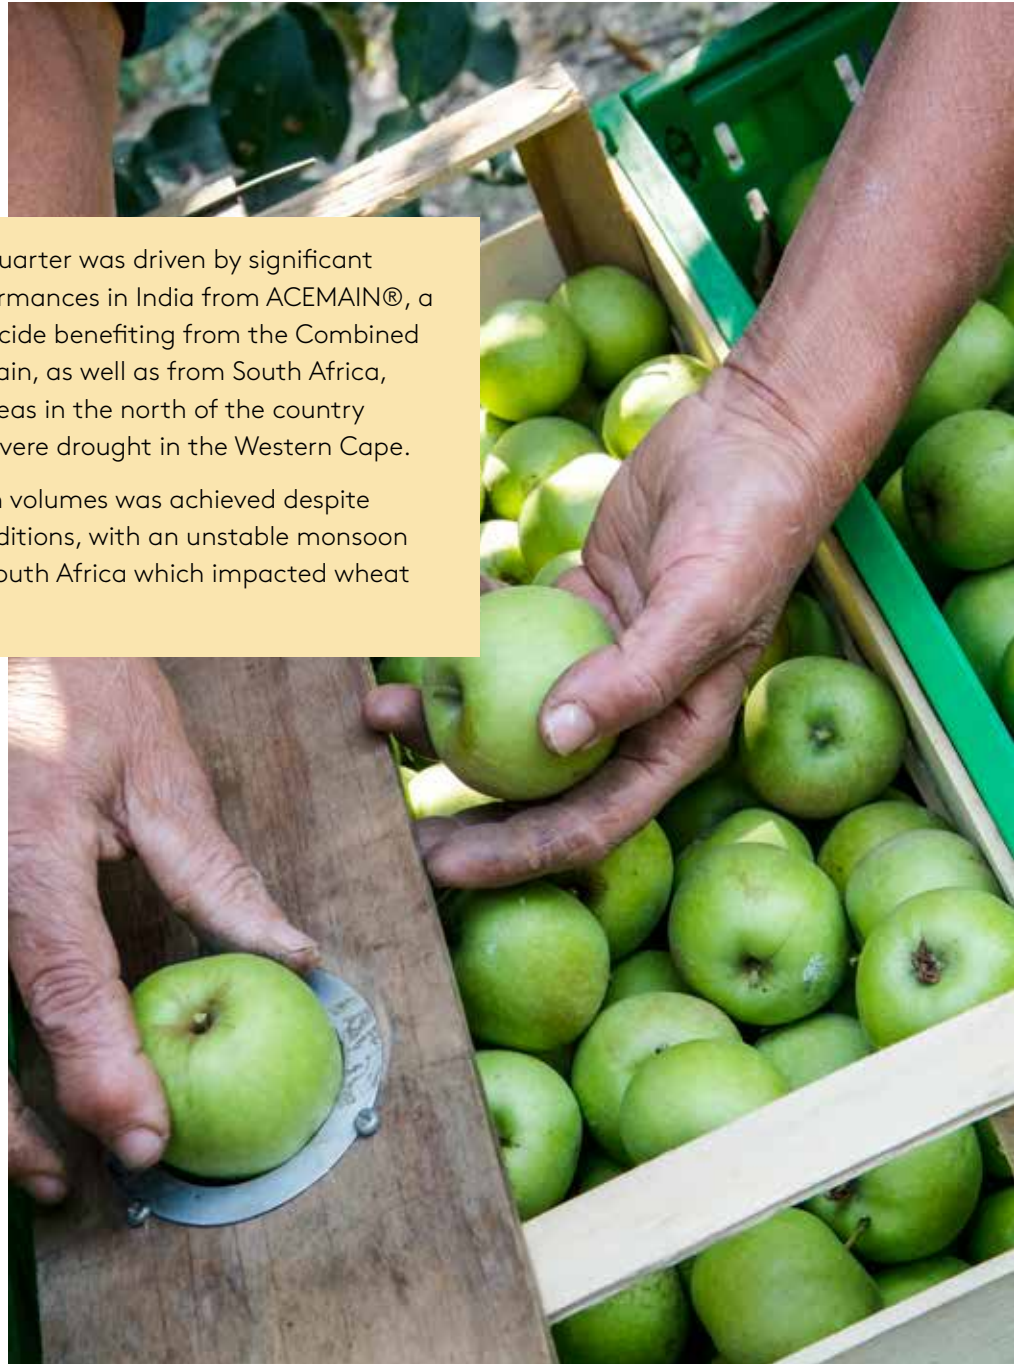 uarter was driven by significant
rmances in India from ACEMAIN®, a
cide benefiting from the Combined
ain, as well as from South Africa,
eas in the north of the country
vere drought in the Western Cape.
n volumes was achieved despite
ditions, with an unstable monsoon
outh Africa which impacted wheat